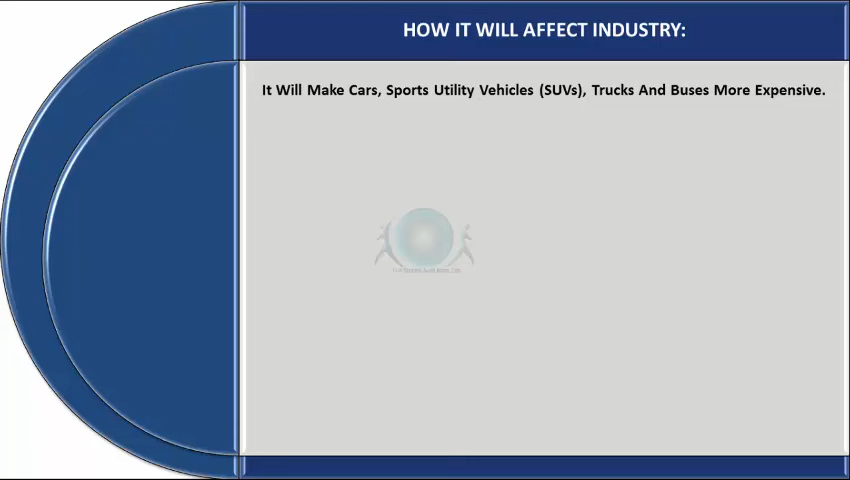 HOW IT WILL AFFECT INDUSTRY:
It Will Make Cars, Sports Utility Vehicles (SUVs), Trucks And Buses More Expensive.